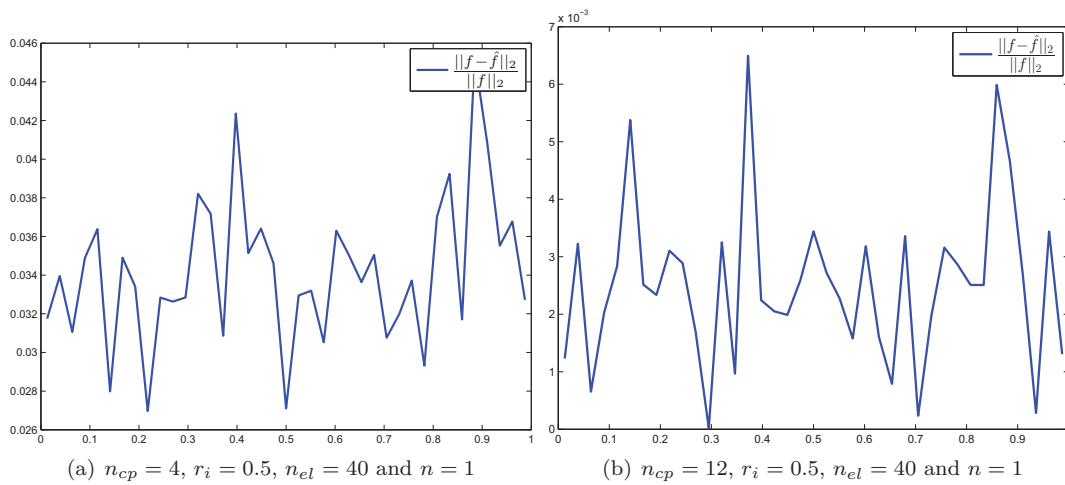 0.046
0.044
0.042
0.04
0.038
0.036
0.034
0.032
0.03
0.028
0.026
0 0.1 0.2 0.3 0.4 0.5 0.6 0.7 0.8 0.9 1
||f−f̂||₂
||f||₂
(a) n_cp = 4, r_i = 0.5, n_el = 40 and n = 1
x 10⁻³
7
6
5
4
3
2
1
0
0 0.1 0.2 0.3 0.4 0.5 0.6 0.7 0.8 0.9
||f−f̂||₂
||f||₂
(b) n_cp = 12, r_i = 0.5, n_el = 40 and n = 1